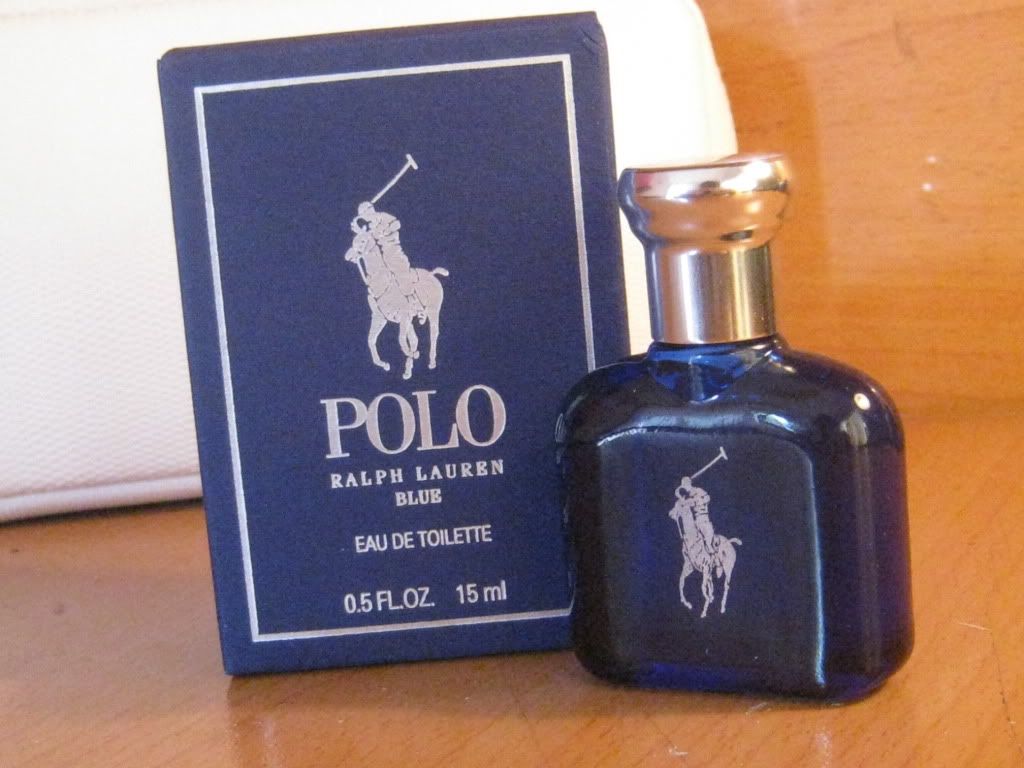 POLO
RALPH LAUREN
BLUE
EAU DE TOILETTE
0.5 FL.OZ. 15 ml